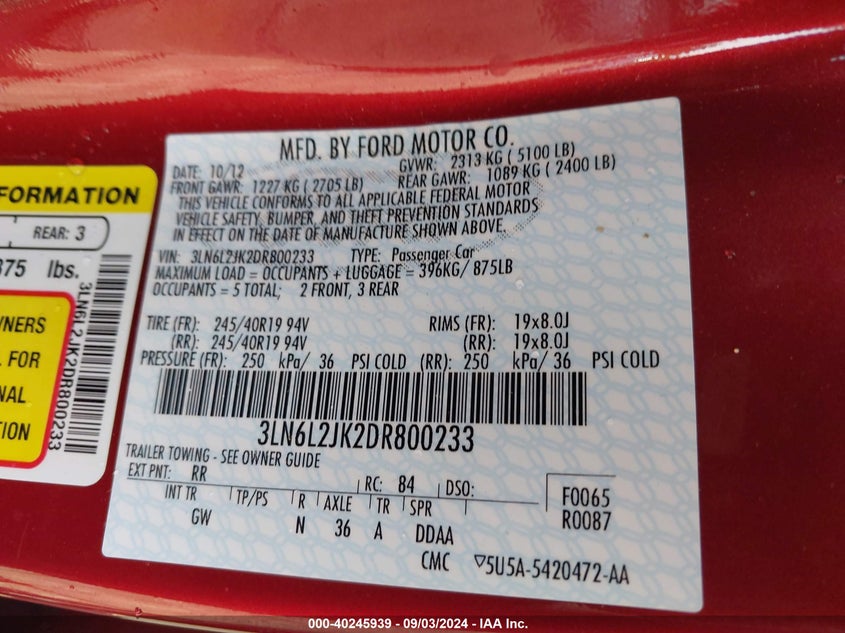 MFD. BY FORD MOTOR CO.
DATE: 10/12 GVWR: 2313 KG ( 5100 LB)
FRONT GAWR: 1227 KG ( 2705 LB) REAR GAWR: 1089 KG ( 2400 LB)
THIS VEHICLE CONFORMS TO ALL APPLICABLE FEDERAL MOTOR
VEHICLE SAFETY, BUMPER, AND THEFT PREVENTION STANDARDS
IN EFFECT ON THE DATE OF MANUFACTURE SHOWN ABOVE.
VIN: 3LN6L2JK2DR800233 TYPE: Passenger Car
MAXIMUM LOAD = OCCUPANTS + LUGGAGE = 396KG/ 875LB
OCCUPANTS = 5 TOTAL; 2 FRONT, 3 REAR
TIRE (FR): 245/40R19 94V RIMS (FR): 19x8.0J
(RR): 245/40R19 94V (RR): 19x8.0J
PRESSURE (FR): 250 kPa/ 36 PSI COLD (RR): 250 kPa/ 36 PSI COLD
3LN6L2JK2DR800233
TRAILER TOWING - SEE OWNER GUIDE
EXT PNT: RR RC: 84 DSO:
INT TR TP/PS R AXLE TR SPR
GW N 36 A DDAA
F0065
R0087
CMC ▽5U5A-5420472-AA
FORMATION
REAR: 3
875 lbs.
WNERS
L FOR
NAL
TION
3LN6L2JK2DR800233
000-40245939 - 09/03/2024 - IAA Inc.